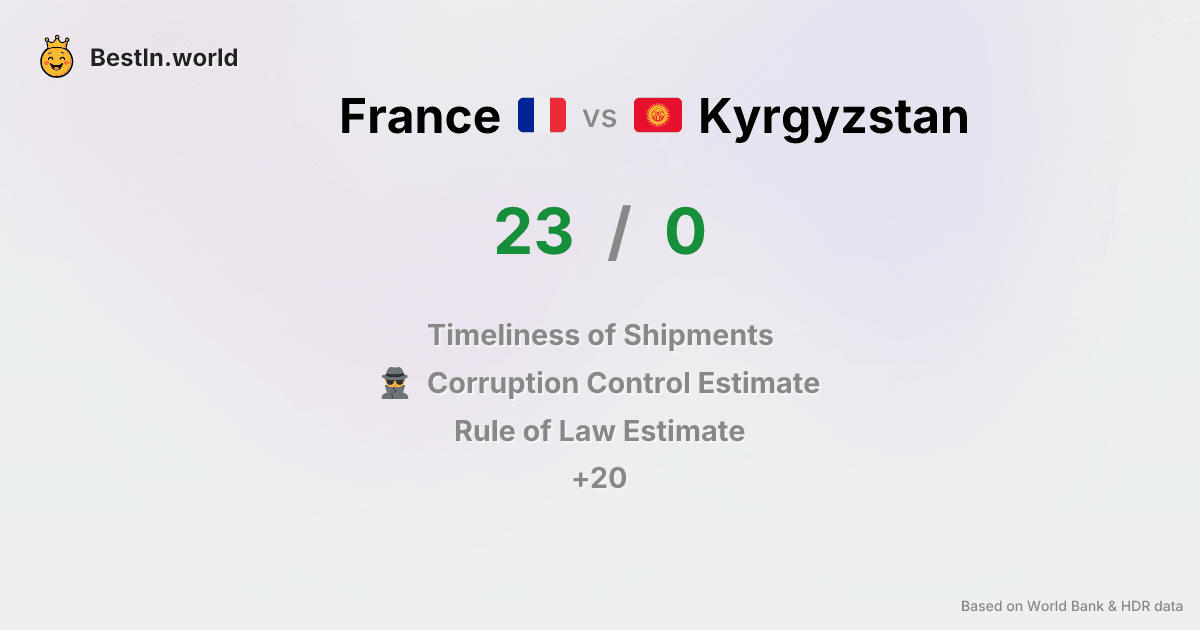 BestIn.world
France vs Kyrgyzstan
23 / 0
Timeliness of Shipments
Corruption Control Estimate
Rule of Law Estimate
+20
Based on World Bank & HDR data